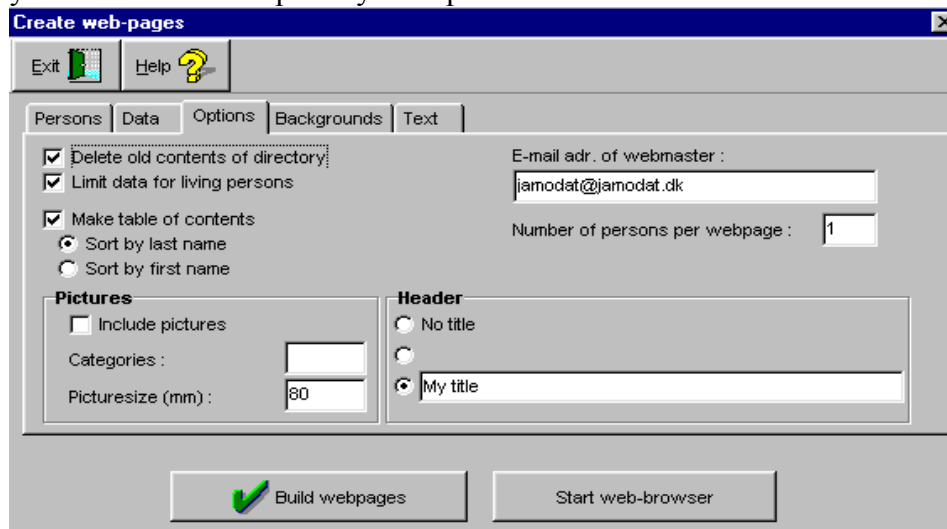 Create web-pages
Exit Help
Persons Data Options Backgrounds Text
Delete old contents of directory
Limit data for living persons
Make table of contents
Sort by last name
Sort by first name
E-mail adr. of webmaster :
jamodat@jamodat.dk
Number of persons per webpage : 1
Pictures
Include pictures
Categories :
Picturesize (mm) : 80
Header
No title
My title
Build webpages Start web-browser